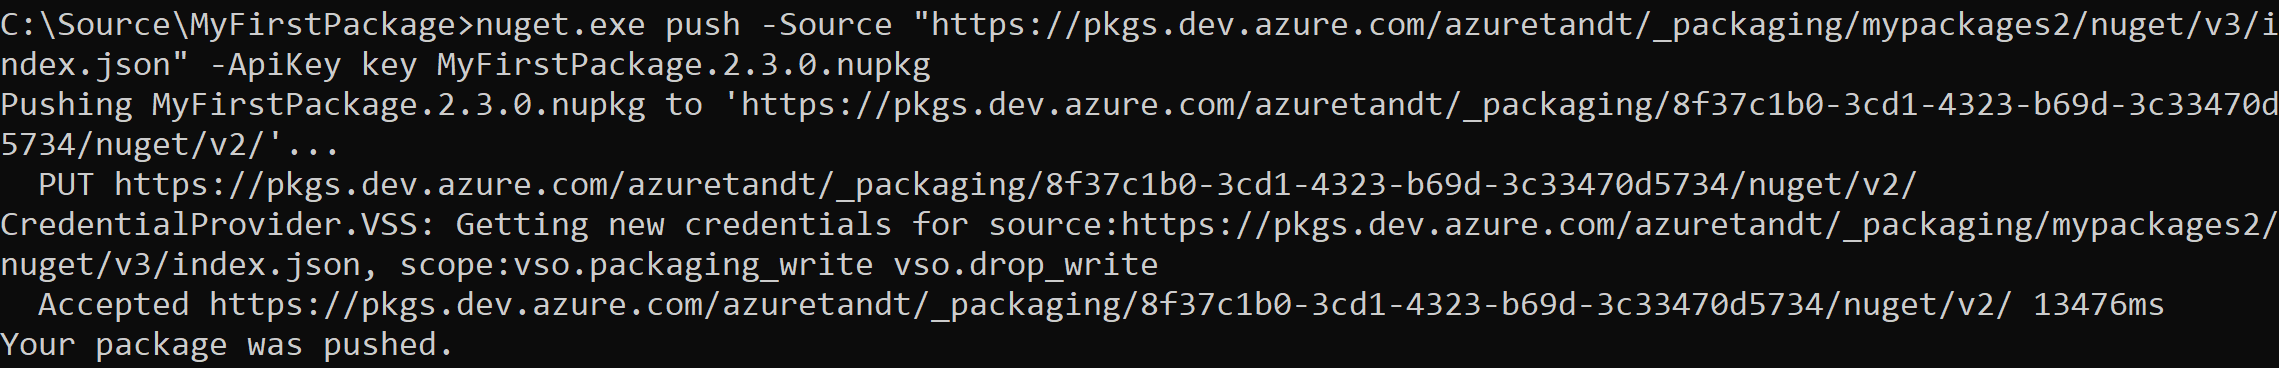 C:\Source\MyFirstPackage>nuget.exe push -Source "https://pkgs.dev.azure.com/azuretandt/_packaging/mypackages2/nuget/v3/i
ndex.json" -ApiKey key MyFirstPackage.2.3.0.nupkg
Pushing MyFirstPackage.2.3.0.nupkg to 'https://pkgs.dev.azure.com/azuretandt/_packaging/8f37c1b0-3cd1-4323-b69d-3c33470d
5734/nuget/v2/'...
  PUT https://pkgs.dev.azure.com/azuretandt/_packaging/8f37c1b0-3cd1-4323-b69d-3c33470d5734/nuget/v2/
CredentialProvider.VSS: Getting new credentials for source:https://pkgs.dev.azure.com/azuretandt/_packaging/mypackages2/
nuget/v3/index.json, scope:vso.packaging_write vso.drop_write
  Accepted https://pkgs.dev.azure.com/azuretandt/_packaging/8f37c1b0-3cd1-4323-b69d-3c33470d5734/nuget/v2/ 13476ms
Your package was pushed.